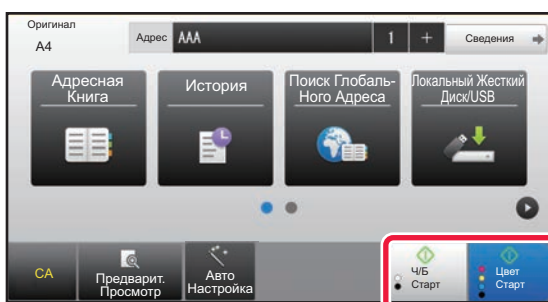 Оригинал
A4
Адрес AAA 1 + Сведения
Адресная
Книга
История
Поиск Глобаль-
Ного Адреса
Локальный Жесткий
Диск/USB
CA
Предварит.
Просмотр
Авто
Настройка
Ч/Б
Старт
Цвет
Старт